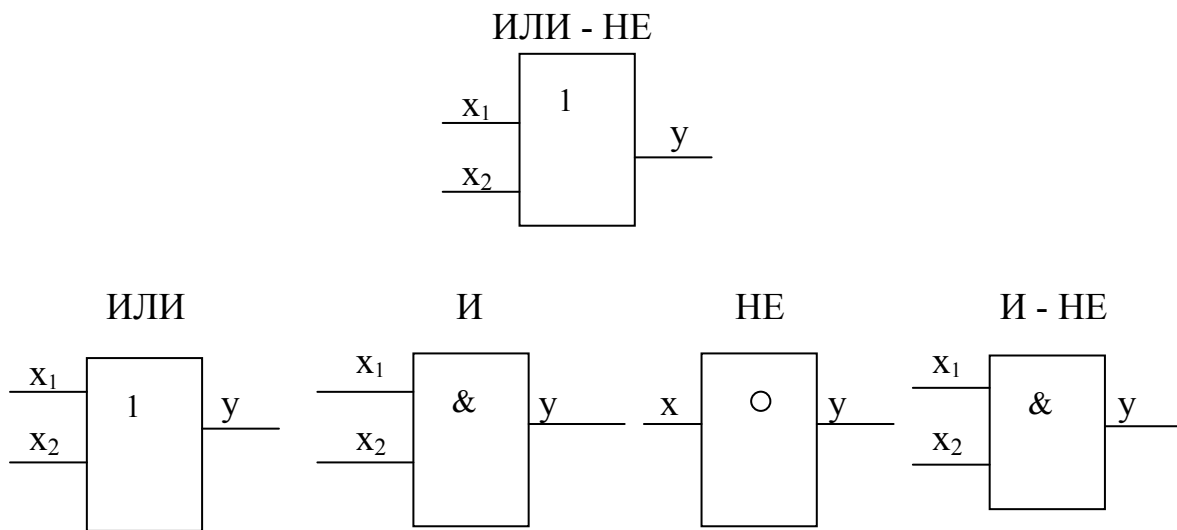 ИЛИ - НЕ
x₁ 1
y
x₂
ИЛИ И НЕ И - НЕ
x₁ 1 y x₂
x₁ & y x₂
x y
x₁ & y x₂